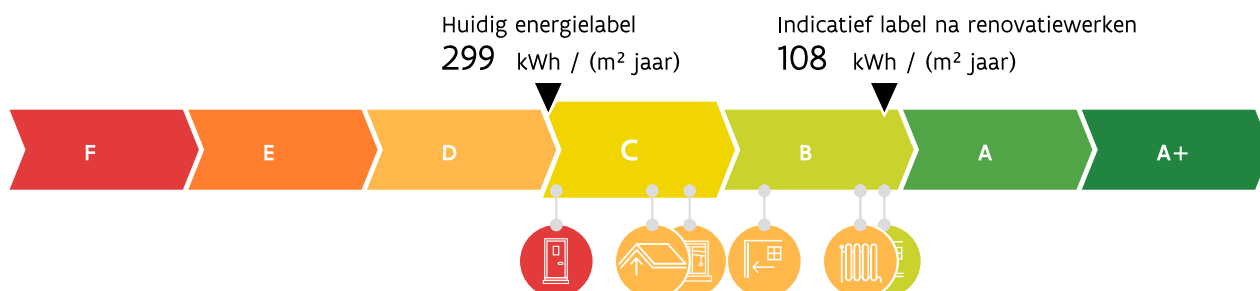 Huidig energielabel
299 kWh / (m² jaar)
Indicatief label na renovatiewerken
108 kWh / (m² jaar)
F E D C B A A+